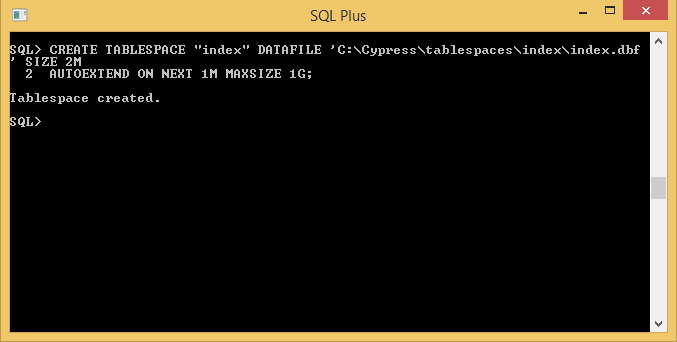 SQL Plus
SQL> CREATE TABLESPACE "index" DATAFILE 'C:\Cypress\tablespaces\index\index.dbf
' SIZE 2M
  2  AUTOEXTEND ON NEXT 1M MAXSIZE 1G;
Tablespace created.
SQL>